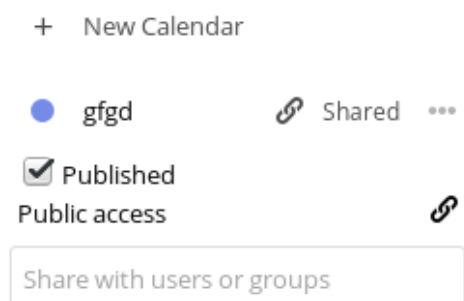 + New Calendar
gfgd Shared •••
Published
Public access
Share with users or groups